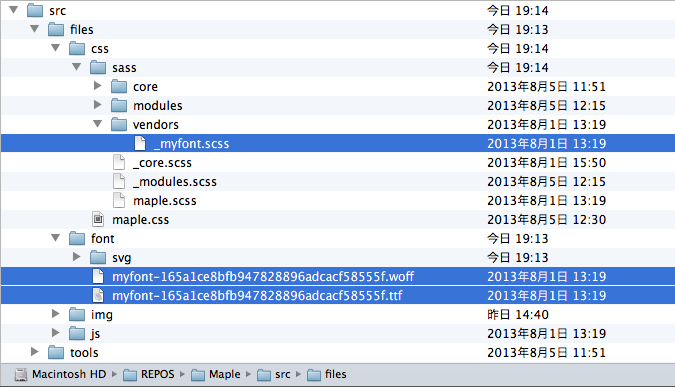 src 今日 19:14
files 今日 19:13
css 今日 19:14
sass 今日 19:14
core 2013年8月5日 11:51
modules 2013年8月5日 12:15
vendors 2013年8月1日 13:19
_myfont.scss 2013年8月1日 13:19
_core.scss 2013年8月1日 15:50
_modules.scss 2013年8月5日 12:15
maple.scss 2013年8月1日 13:19
maple.css 2013年8月5日 12:30
font 今日 19:13
svg 今日 19:13
myfont-165a1ce8bfb947828896adcacf58555f.woff 2013年8月1日 13:19
myfont-165a1ce8bfb947828896adcacf58555f.ttf 2013年8月1日 13:19
img 昨日 14:40
js 2013年8月1日 13:19
tools 2013年8月5日 11:51
Macintosh HD ▸ REPOS ▸ Maple ▸ src ▸ files